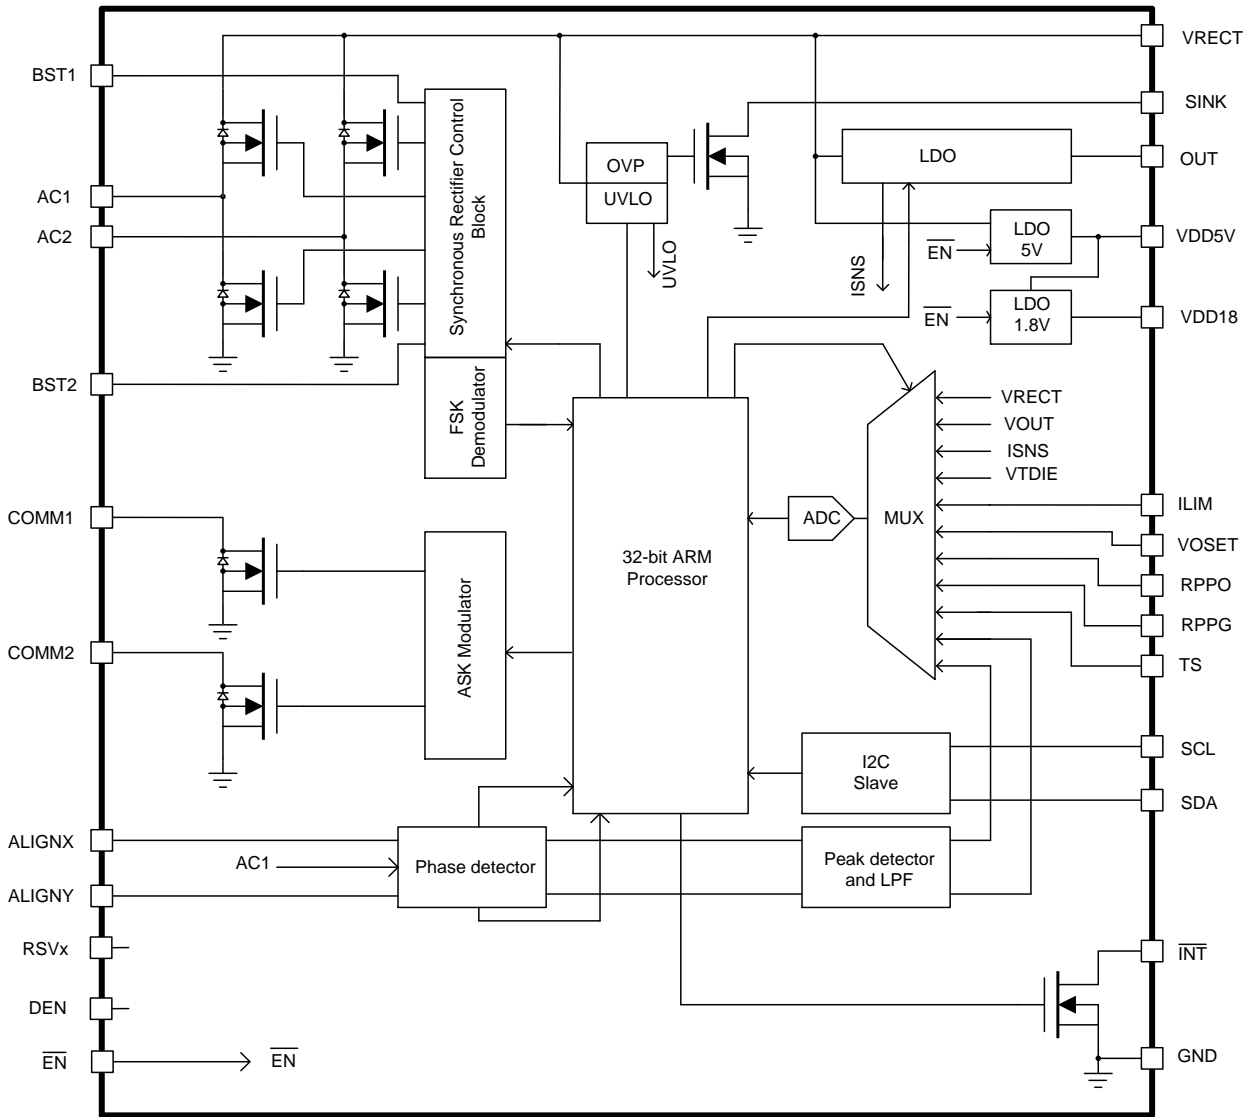 VRECT
BST1
SINK
Synchronous Rectifier Control
Block
OVP
UVLO
LDO
OUT
AC1
AC2
UVLO
ISNS
EN
LDO
5V
VDD5V
EN
LDO
1.8V
VDD18
BST2
FSK
Demodulator
VRECT
VOUT
ISNS
VTDIE
COMM1
ILIM
ADC
MUX
VOSET
32-bit ARM
Processor
RPPO
RPPG
ASK Modulator
COMM2
TS
I2C
Slave
SCL
SDA
ALIGNX
AC1
Phase detector
Peak detector
and LPF
ALIGNY
RSVx
INT
DEN
EN
EN
GND